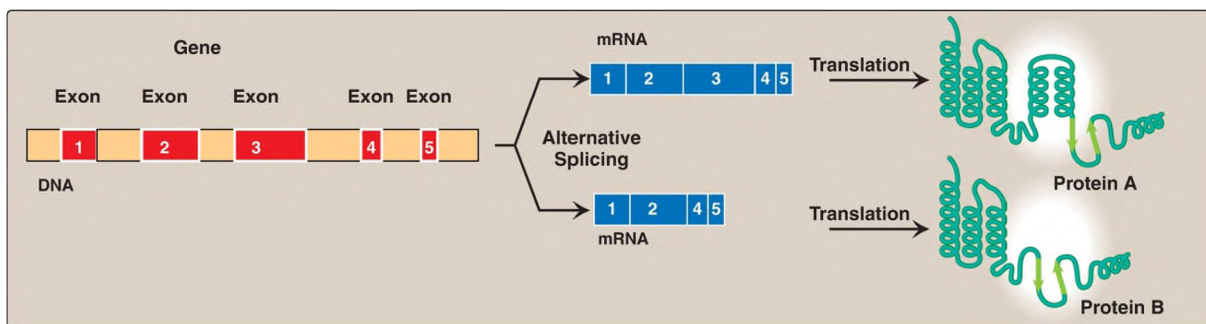 Gene
Exon Exon Exon Exon Exon
1 2 3 4 5
DNA
Alternative
Splicing
mRNA
1 2 3 4 5
Translation
Protein A
1 2 4 5
mRNA
Translation
Protein B